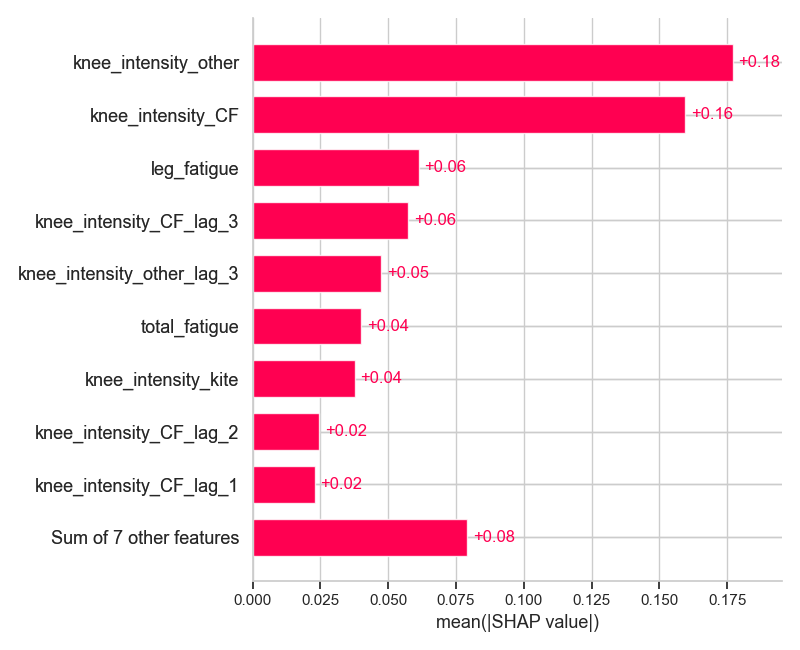 knee_intensity_other +0.18
knee_intensity_CF +0.16
leg_fatigue +0.06
knee_intensity_CF_lag_3 +0.06
knee_intensity_other_lag_3 +0.05
total_fatigue +0.04
knee_intensity_kite +0.04
knee_intensity_CF_lag_2 +0.02
knee_intensity_CF_lag_1 +0.02
Sum of 7 other features +0.08
0.000 0.025 0.050 0.075 0.100 0.125 0.150 0.175
mean(|SHAP value|)